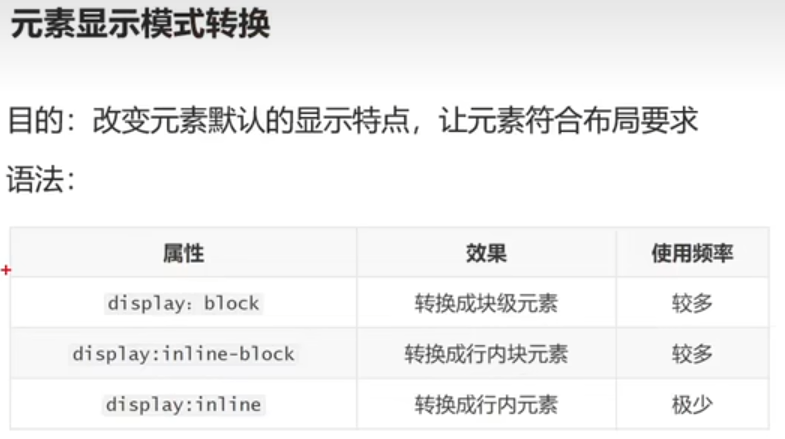 元素显示模式转换
目的：改变元素默认的显示特点，让元素符合布局要求
语法：
属性 效果 使用频率
display：block 转换成块级元素 较多
display:inline-block 转换成行内块元素 较多
display:inline 转换成行内元素 极少